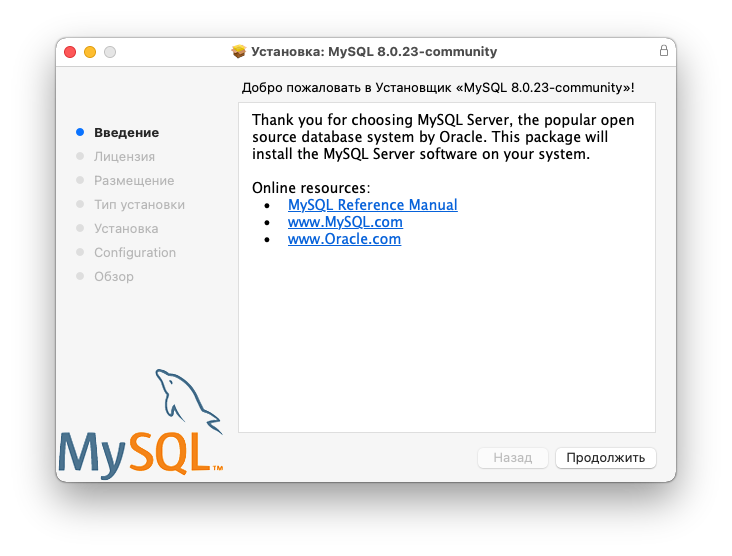 Установка: MySQL 8.0.23-community
Добро пожаловать в Установщик «MySQL 8.0.23-community»!
Введение
Лицензия
Размещение
Тип установки
Установка
Configuration
Обзор
Thank you for choosing MySQL Server, the popular open
source database system by Oracle. This package will
install the MySQL Server software on your system.
Online resources:
• MySQL Reference Manual
• www.MySQL.com
• www.Oracle.com
MySQL™
Назад
Продолжить